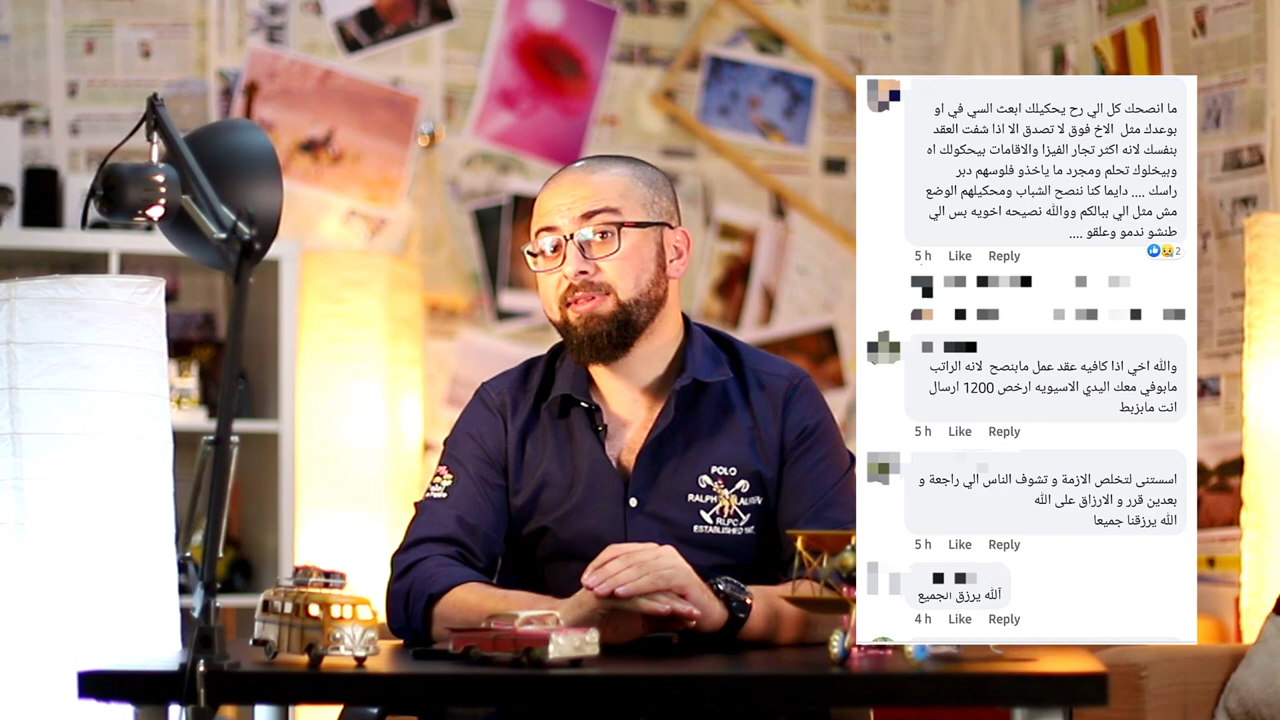 POLO
RALPH LAUREN
RLPC
ESTABLISHED 1967
ما انصحك كل الي رح يحكيلك ابعث السي في او
بوعدك مثل الاخ فوق لا تصدق الا اذا شفت العقد
بنفسك لانه اكثر تجار الفيزا والاقامات بيحكولك اه
وبيخلوك تحلم ومجرد ما ياخذو فلوسهم دبر
راسك .... دايما كنا ننصح الشباب ومحكيلهم الوضع
مش مثل الي ببالكم ووالله نصيحه اخويه بس الي
طنشو ندمو وعلقو ....
5 h Like Reply 2
والله اخي اذا كافيه عقد عمل مابنصح لانه الراتب
مابوفي معك اليدي الاسيويه ارخص 1200 ارسال
انت مابزبط
5 h Like Reply
اسستنى لتخلص الازمة و تشوف الناس الي راجعة و
بعدين قرر و الارزاق على الله
الله يرزقنا جميعا
5 h Like Reply
آلله يرزق الجميع
4 h Like Reply